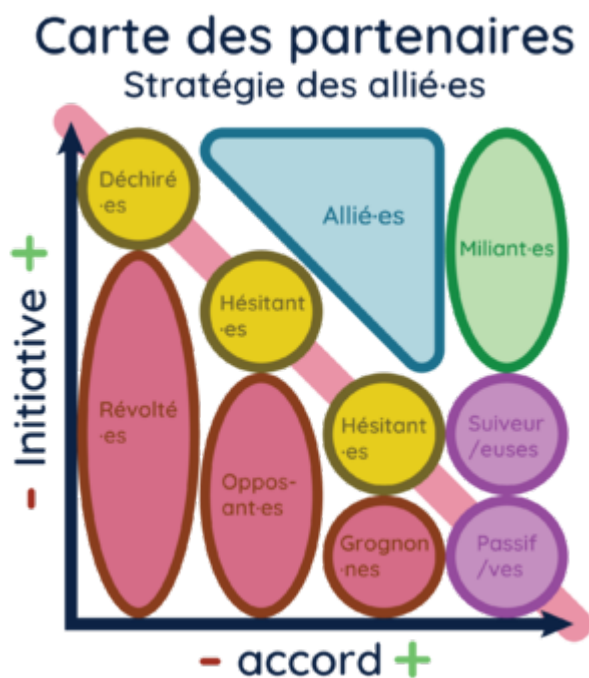 Carte des partenaires
Stratégie des allié·es
Déchiré
·es
Allié·es
Miliant·es
Hésitant
·es
Révolté
·es
Hésitant
·es
Suiveur
/euses
Oppos-
ant·es
Grognon
·nes
Passif
/ves
- Initiative +
- accord +